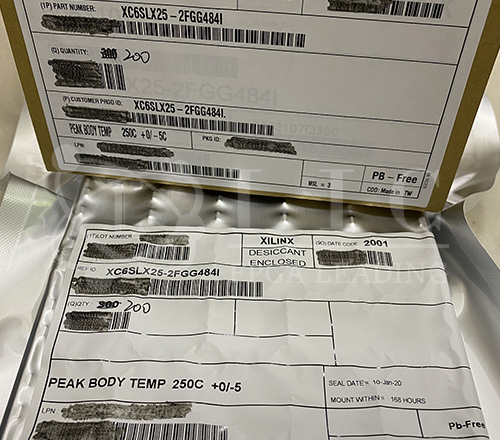 (1P) PART NUMBER:
XC6SLX25-2FGG484I
(Q) QUANTITY: 300 200
X25-2FGG484I
(P) CUSTOMER PROD ID: XC6SLX25-2FGG484I.
PEAK BODY TEMP 250C +0/-5C
PKG ID:
LPN:
MSL = 3
PB - Free
COO: Made in TW
(1T)LOT NUMBER
XILINX
DESICCANT
ENCLOSED
(9D) DATE CODE: 2001
REF ID XC6SLX25-2FGG484I
(Q)QTY 300 200
PEAK BODY TEMP 250C +0/-5
SEAL DATE = 10-Jan-20
MOUNT WITHIN = 168 HOURS
LPN
Pb-Free